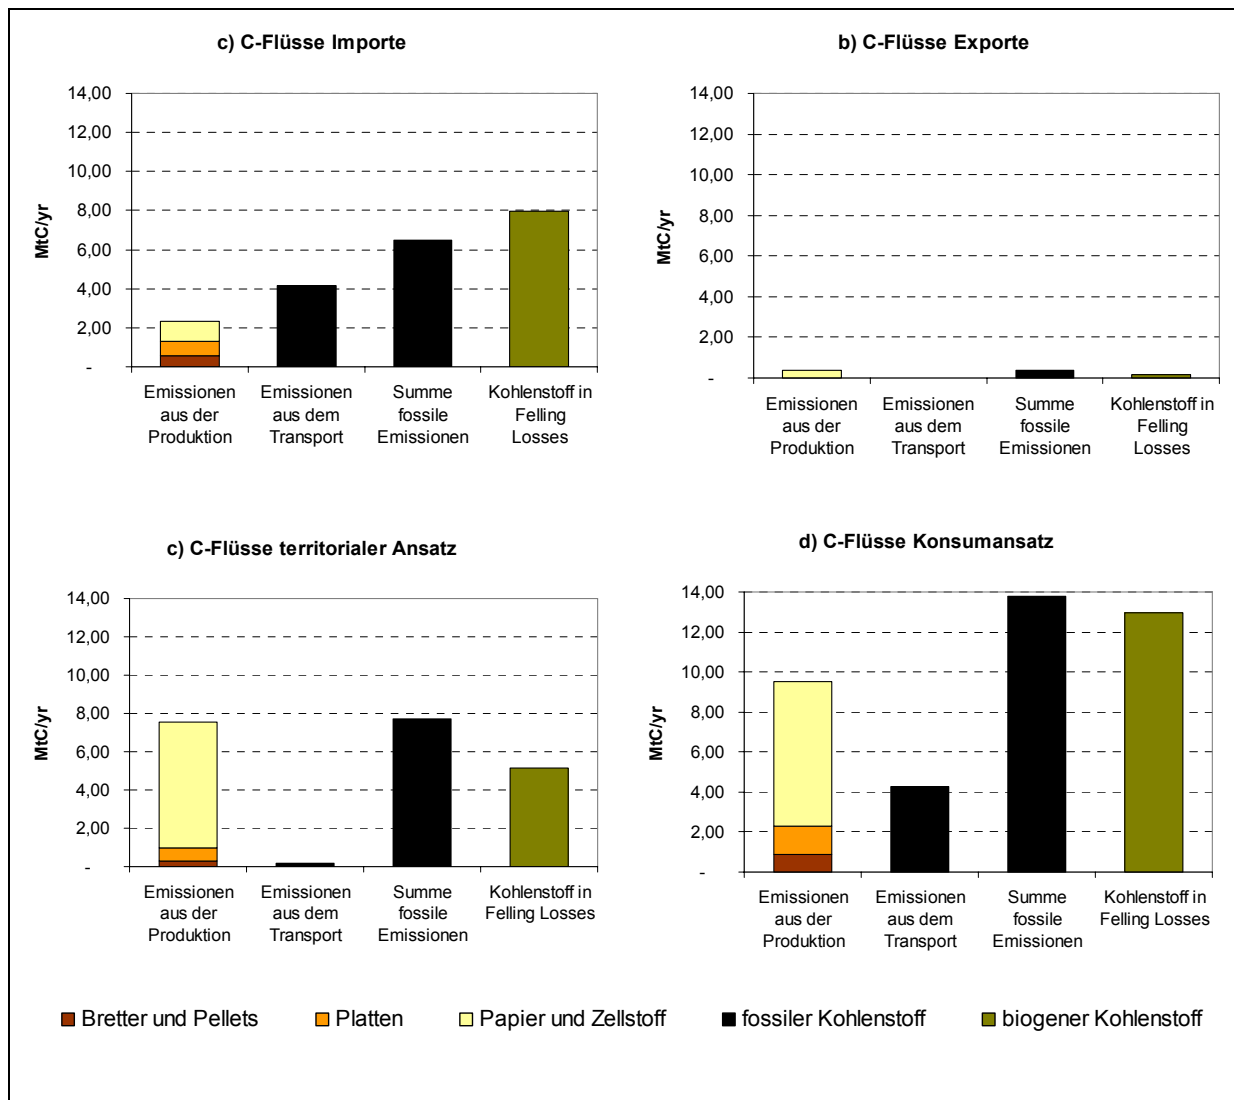 c) C-Flüsse Importe
14,00
12,00
10,00
8,00
6,00
4,00
2,00
-
MtC/yr
Emissionen
aus der
Produktion
Emissionen
aus dem
Transport
Summe
fossile
Emissionen
Kohlenstoff in
Felling
Losses
b) C-Flüsse Exporte
14,00
12,00
10,00
8,00
6,00
4,00
2,00
-
MtC/yr
Emissionen
aus der
Produktion
Emissionen
aus dem
Transport
Summe
fossile
Emissionen
Kohlenstoff in
Felling
Losses
c) C-Flüsse territorialer Ansatz
14,00
12,00
10,00
8,00
6,00
4,00
2,00
-
MtC/yr
Emissionen
aus der
Produktion
Emissionen
aus dem
Transport
Summe
fossile
Emissionen
Kohlenstoff in
Felling Losses
d) C-Flüsse Konsumansatz
14,00
12,00
10,00
8,00
6,00
4,00
2,00
-
MtC/yr
Emissionen
aus der
Produktion
Emissionen
aus dem
Transport
Summe
fossile
Emissionen
Kohlenstoff in
Felling Losses
Bretter und Pellets
Platten
Papier und Zellstoff
fossiler Kohlenstoff
biogener Kohlenstoff